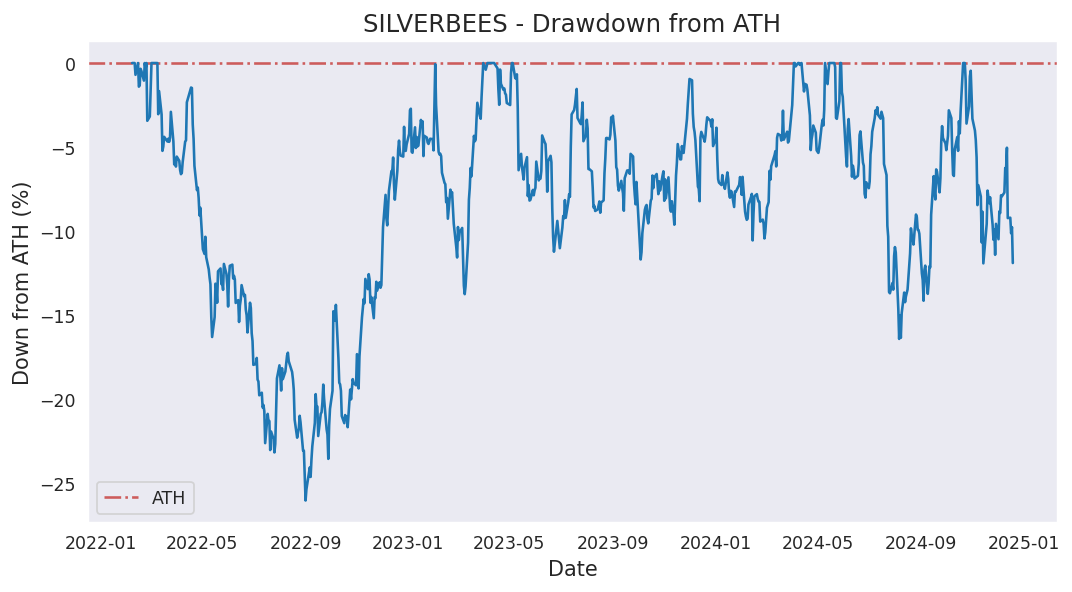 SILVERBEES - Drawdown from ATH
Down from ATH (%)
0
−5
−10
−15
−20
−25
ATH
2022-01 2022-05 2022-09 2023-01 2023-05 2023-09 2024-01 2024-05 2024-09 2025-01
Date